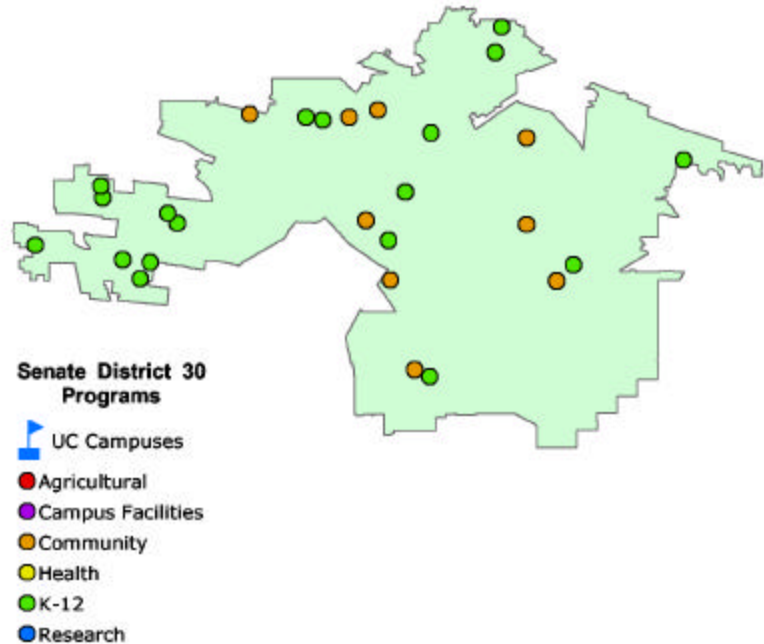 Senate District 30
Programs
UC Campuses
Agricultural
Campus Facilities
Community
Health
K-12
Research